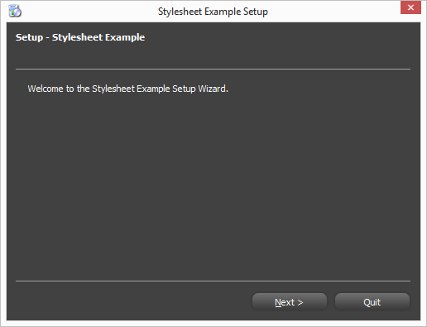 Stylesheet Example Setup
Setup - Stylesheet Example
Welcome to the Stylesheet Example Setup Wizard.
Next >
Quit